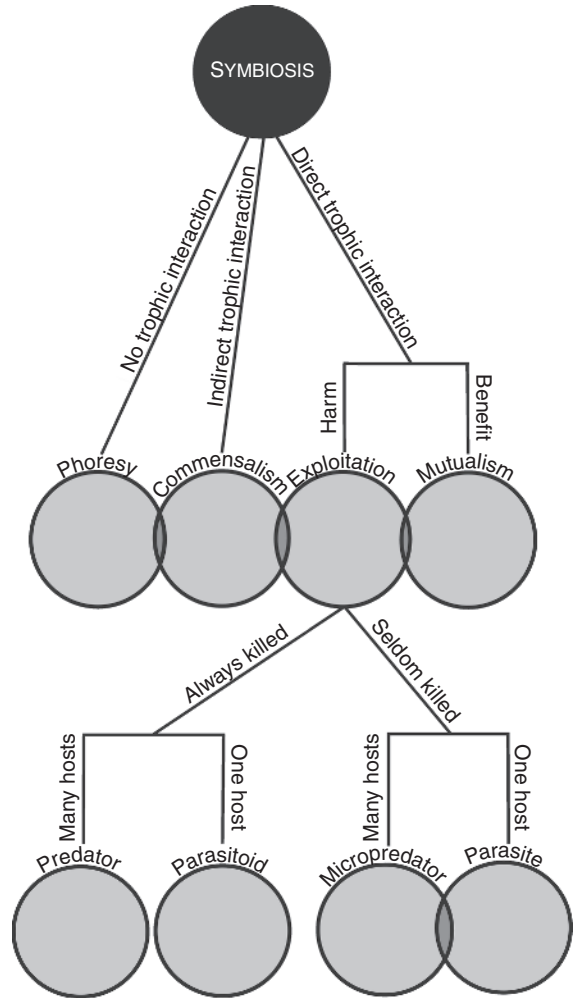 SYMBIOSIS
No trophic interaction
Indirect trophic interaction
Direct trophic interaction
Harm
Benefit
Phoresy
Commensalism
Exploitation
Mutualism
Always killed
Seldom killed
Many hosts
One host
Many hosts
One host
Predator
Parasitoid
Micropredator
Parasite